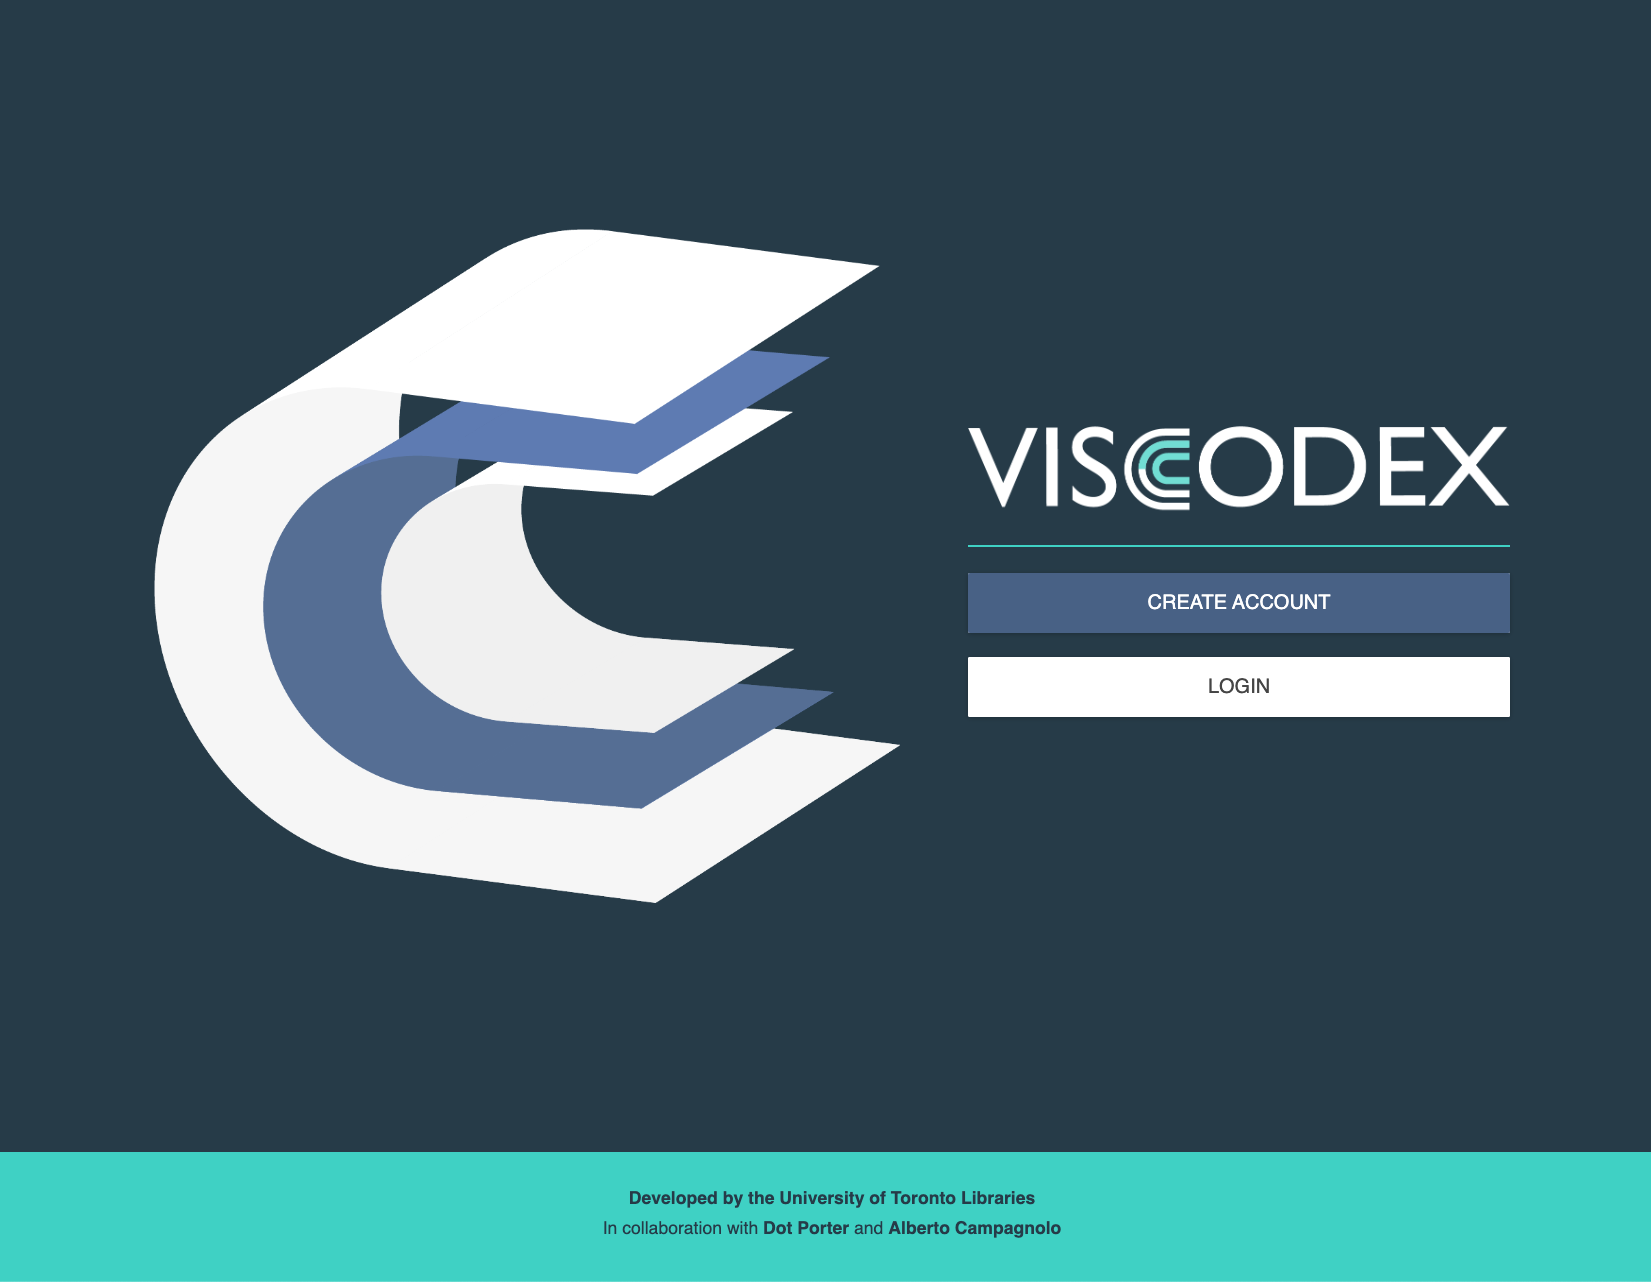 VISCODEX
CREATE ACCOUNT
LOGIN
Developed by the University of Toronto Libraries
In collaboration with Dot Porter and Alberto Campagnolo